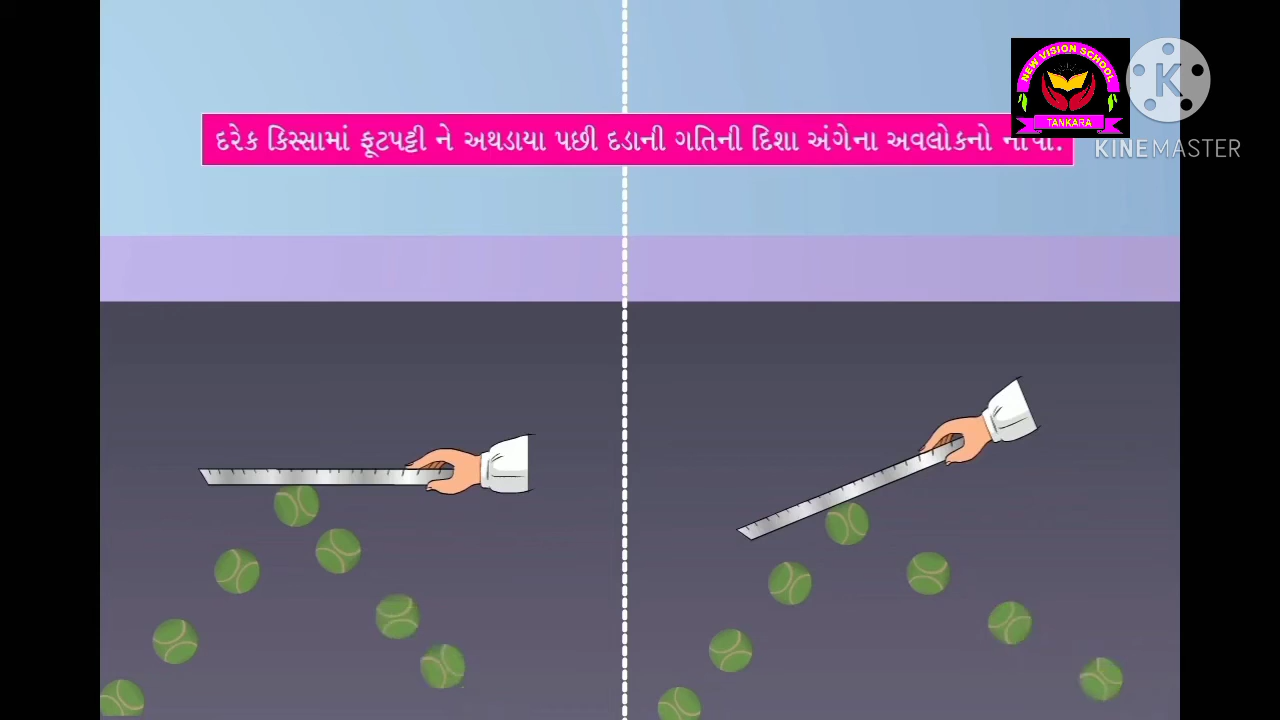 NEW VISION SCHOOL
TANKARA
K
KINEMASTER
દરેક કિસ્સામાં ફૂટપટ્ટી ને અથડાયા પછી દડાની ગતિની દિશા અંગેના અવલોકનો